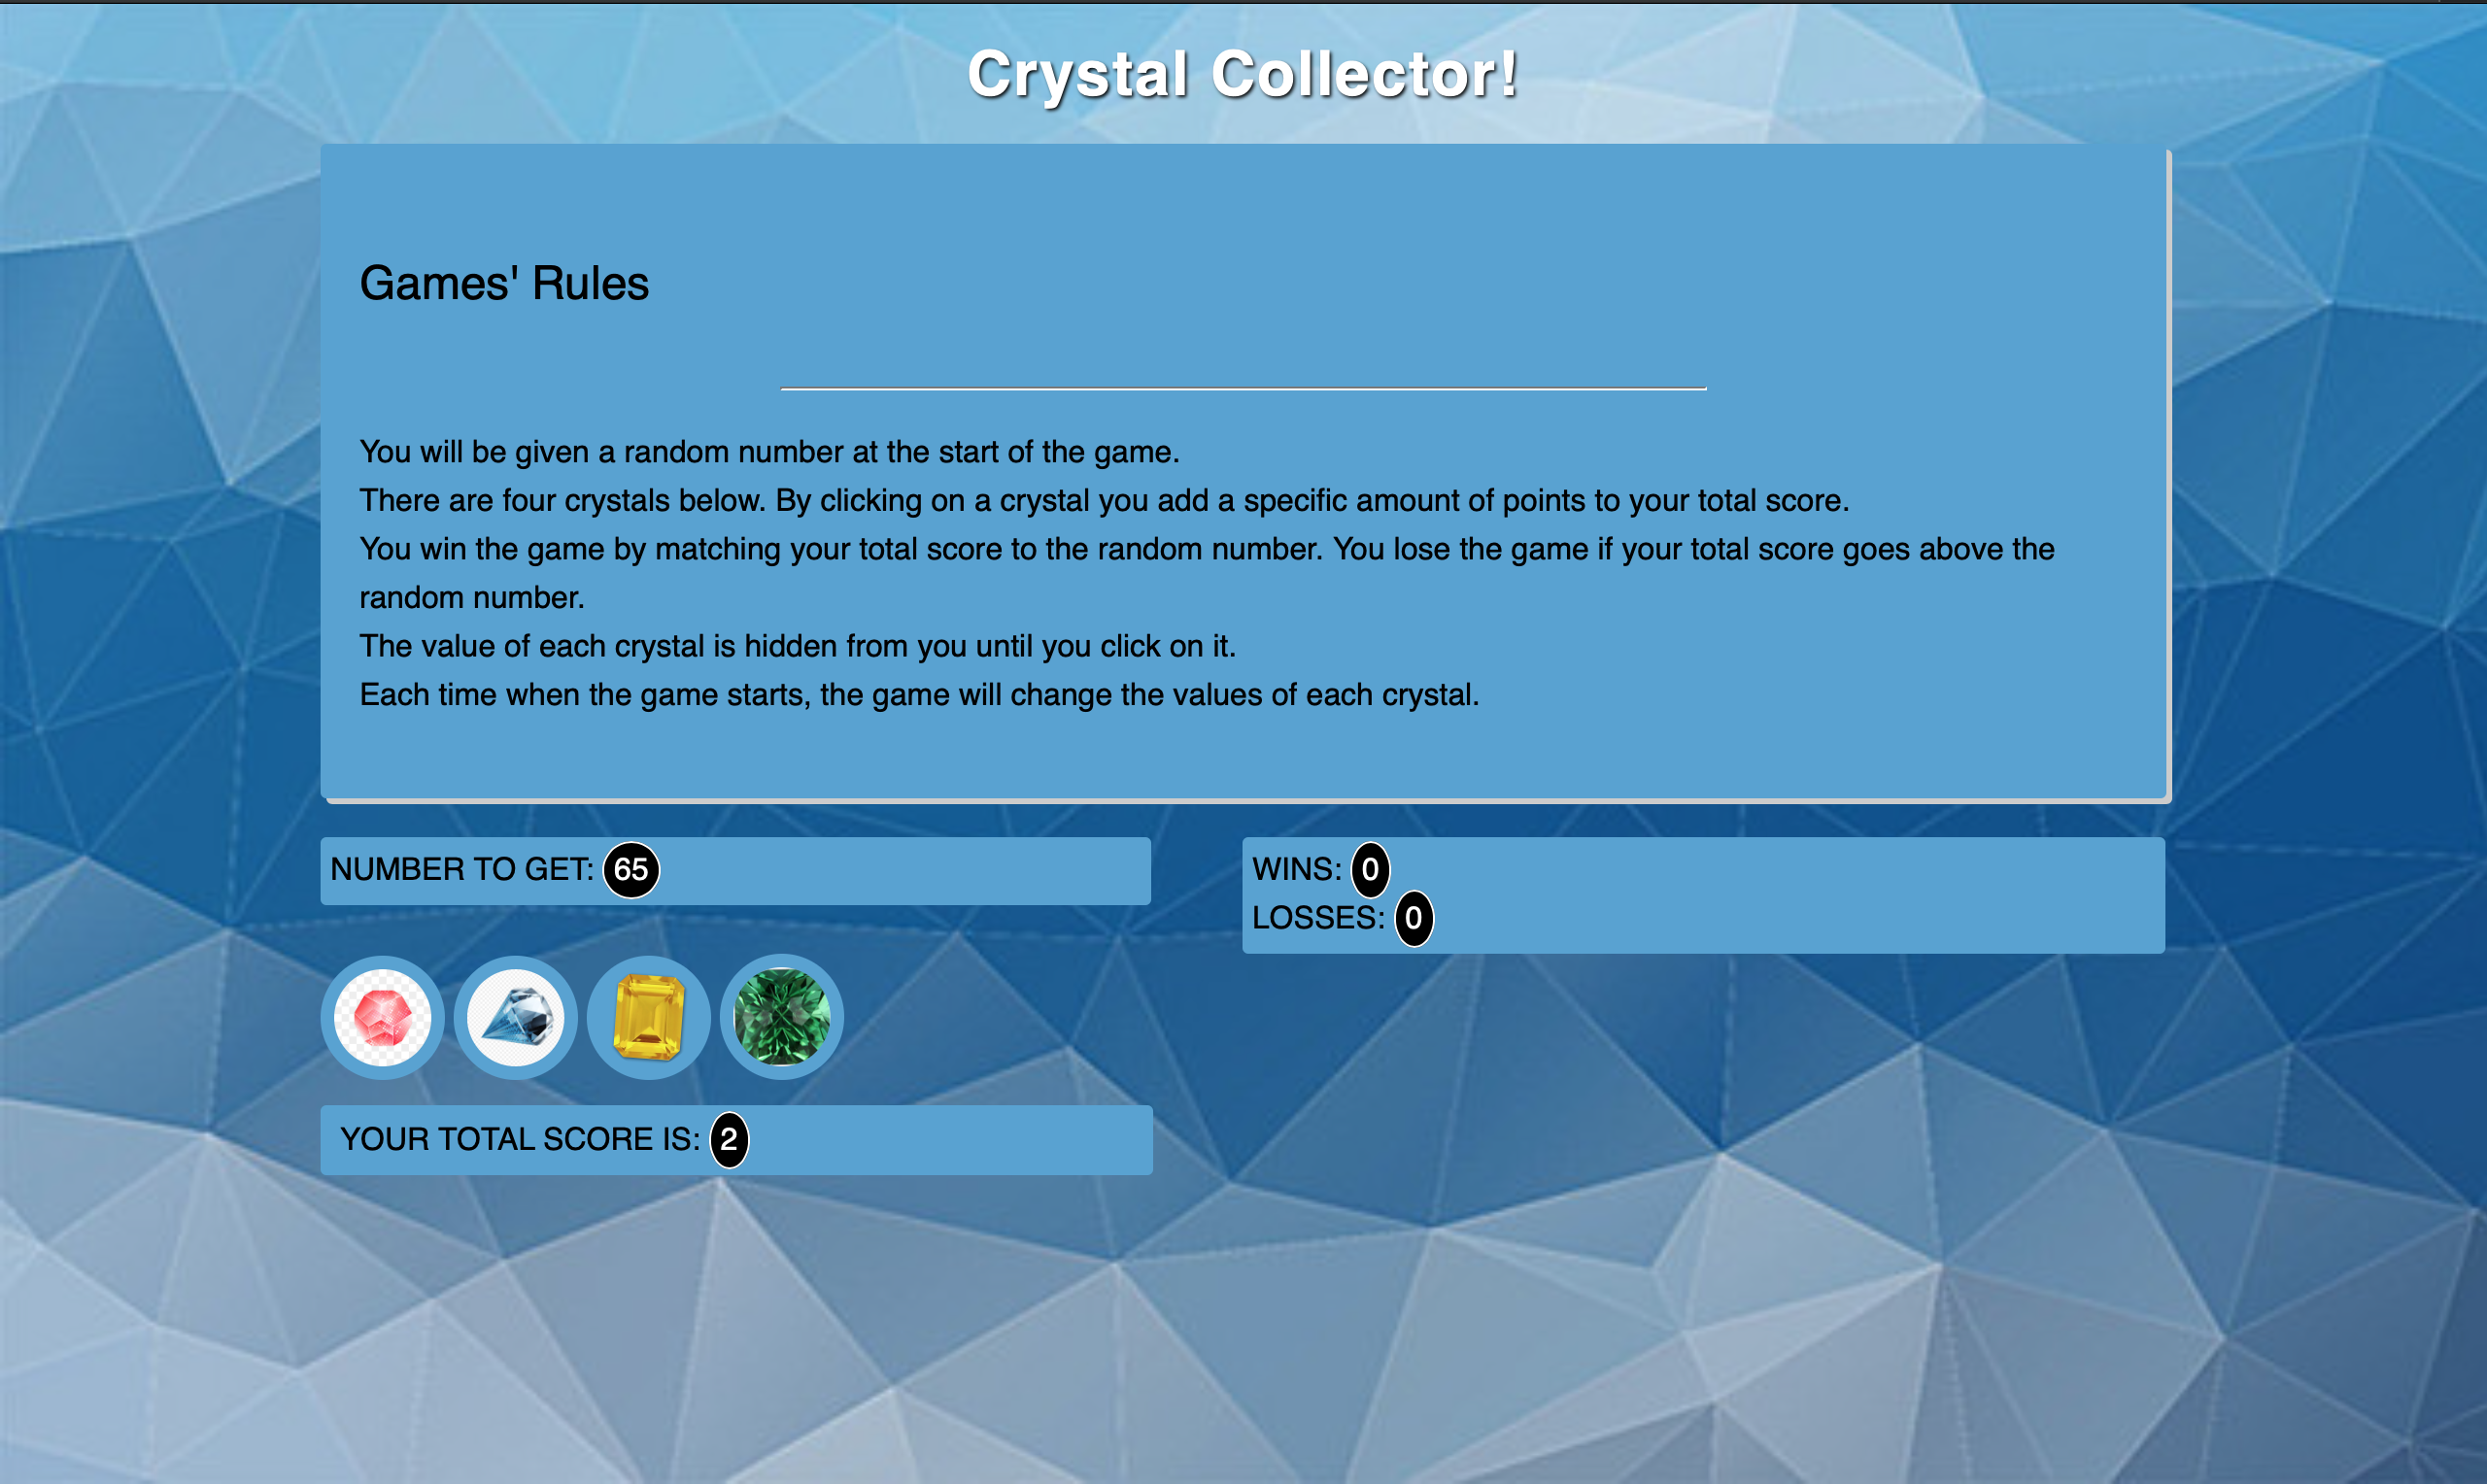 Crystal Collector!
Games' Rules
You will be given a random number at the start of the game.
There are four crystals below. By clicking on a crystal you add a specific amount of points to your total score.
You win the game by matching your total score to the random number. You lose the game if your total score goes above the
random number.
The value of each crystal is hidden from you until you click on it.
Each time when the game starts, the game will change the values of each crystal.
NUMBER TO GET: 65
WINS: 0
LOSSES: 0
YOUR TOTAL SCORE IS: 2